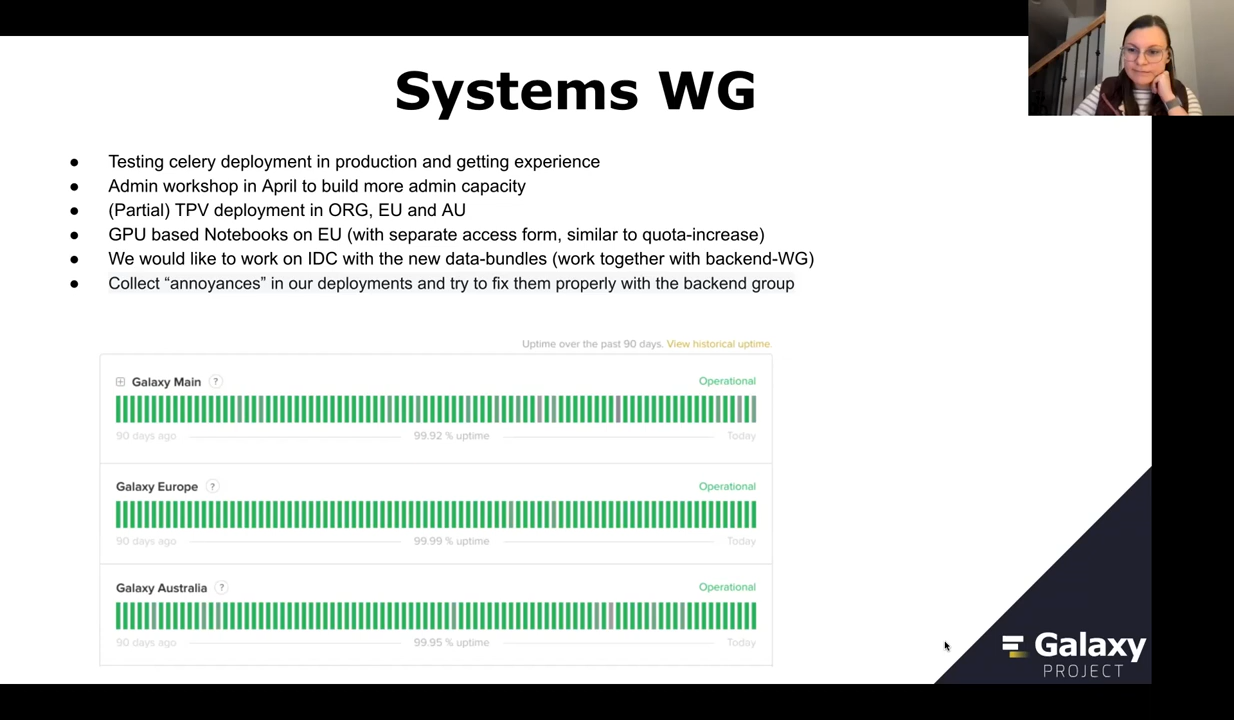 Systems WG
● Testing celery deployment in production and getting experience
● Admin workshop in April to build more admin capacity
● (Partial) TPV deployment in ORG, EU and AU
● GPU based Notebooks on EU (with separate access form, similar to quota-increase)
● We would like to work on IDC with the new data-bundles (work together with backend-WG)
● Collect “annoyances” in our deployments and try to fix them properly with the backend group
Uptime over the past 90 days. View historical uptime.
Galaxy Main ? Operational
90 days ago 99.92 % uptime Today
Galaxy Europe ? Operational
90 days ago 99.99 % uptime Today
Galaxy Australia ? Operational
90 days ago 99.95 % uptime Today
Galaxy
PROJECT